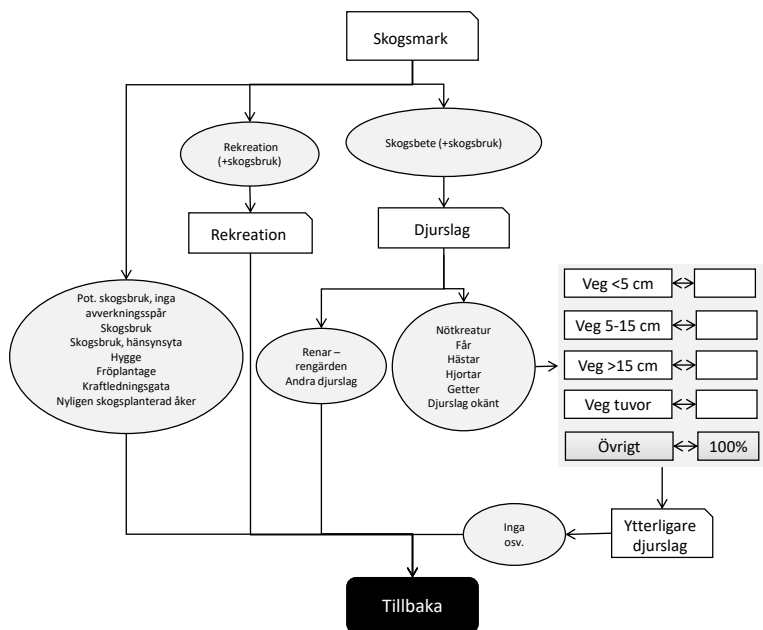 Skogsmark
Rekreation
(+skogsbruk)
Skogsbete (+skogsbruk)
Rekreation
Djurslag
Pot. skogsbruk, inga
avverkningsspår
Skogsbruk
Skogsbruk, hänsynsyta
Hygge
Fröplantage
Kraftledningsgata
Nyligen skogsplanterad åker
Renar –
rengärden
Andra djurslag
Nötkreatur
Får
Hästar
Hjortar
Getter
Djurslag okänt
Veg <5 cm
Veg 5-15 cm
Veg >15 cm
Veg tuvor
Övrigt 100%
Inga
osv.
Ytterligare
djurslag
Tillbaka